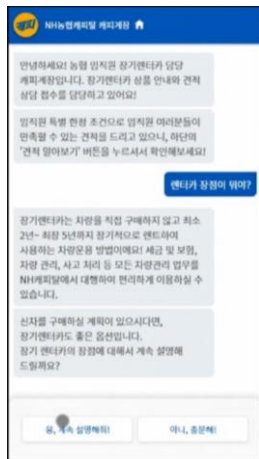 캐피 NH농협캐피탈 캐피계장
안녕하세요! 농협 임직원 장기렌터카 담당
캐피계장입니다. 장기렌터카 상품 안내와 견적
상담 접수를 담당하고 있어요!
임직원 특별 한정 조건으로 임직원 여러분들이
만족할 수 있는 견적을 드리고 있으니, 하단의
'견적 알아보기' 버튼을 누르셔서 확인해보세요!
렌터카 장점이 뭐야?
장기렌터카는 차량을 직접 구매하지 않고 최소
2년~ 최장 5년까지 장기적으로 렌트하여
사용하는 차량운용 방법이에요! 세금 및 보험,
차량 관리, 사고 처리 등 모든 차량관리 업무를
NH캐피탈에서 대행하여 편리하게 이용하실 수
있습니다.
신차를 구매하실 계획이 있으시다면,
장기렌터카도 좋은 옵션입니다.
장기 렌터카의 장점에 대해서 계속 설명해
드릴까요?
응, 계속 설명해줘!
아니, 충분해!